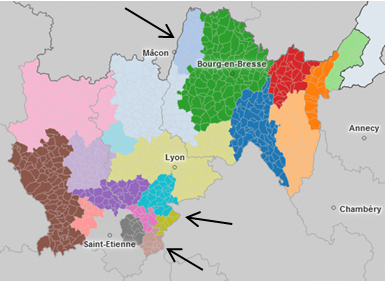 Mâcon
Bourg-en-Bresse
Annecy
Lyon
Chambéry
Saint-Etienne